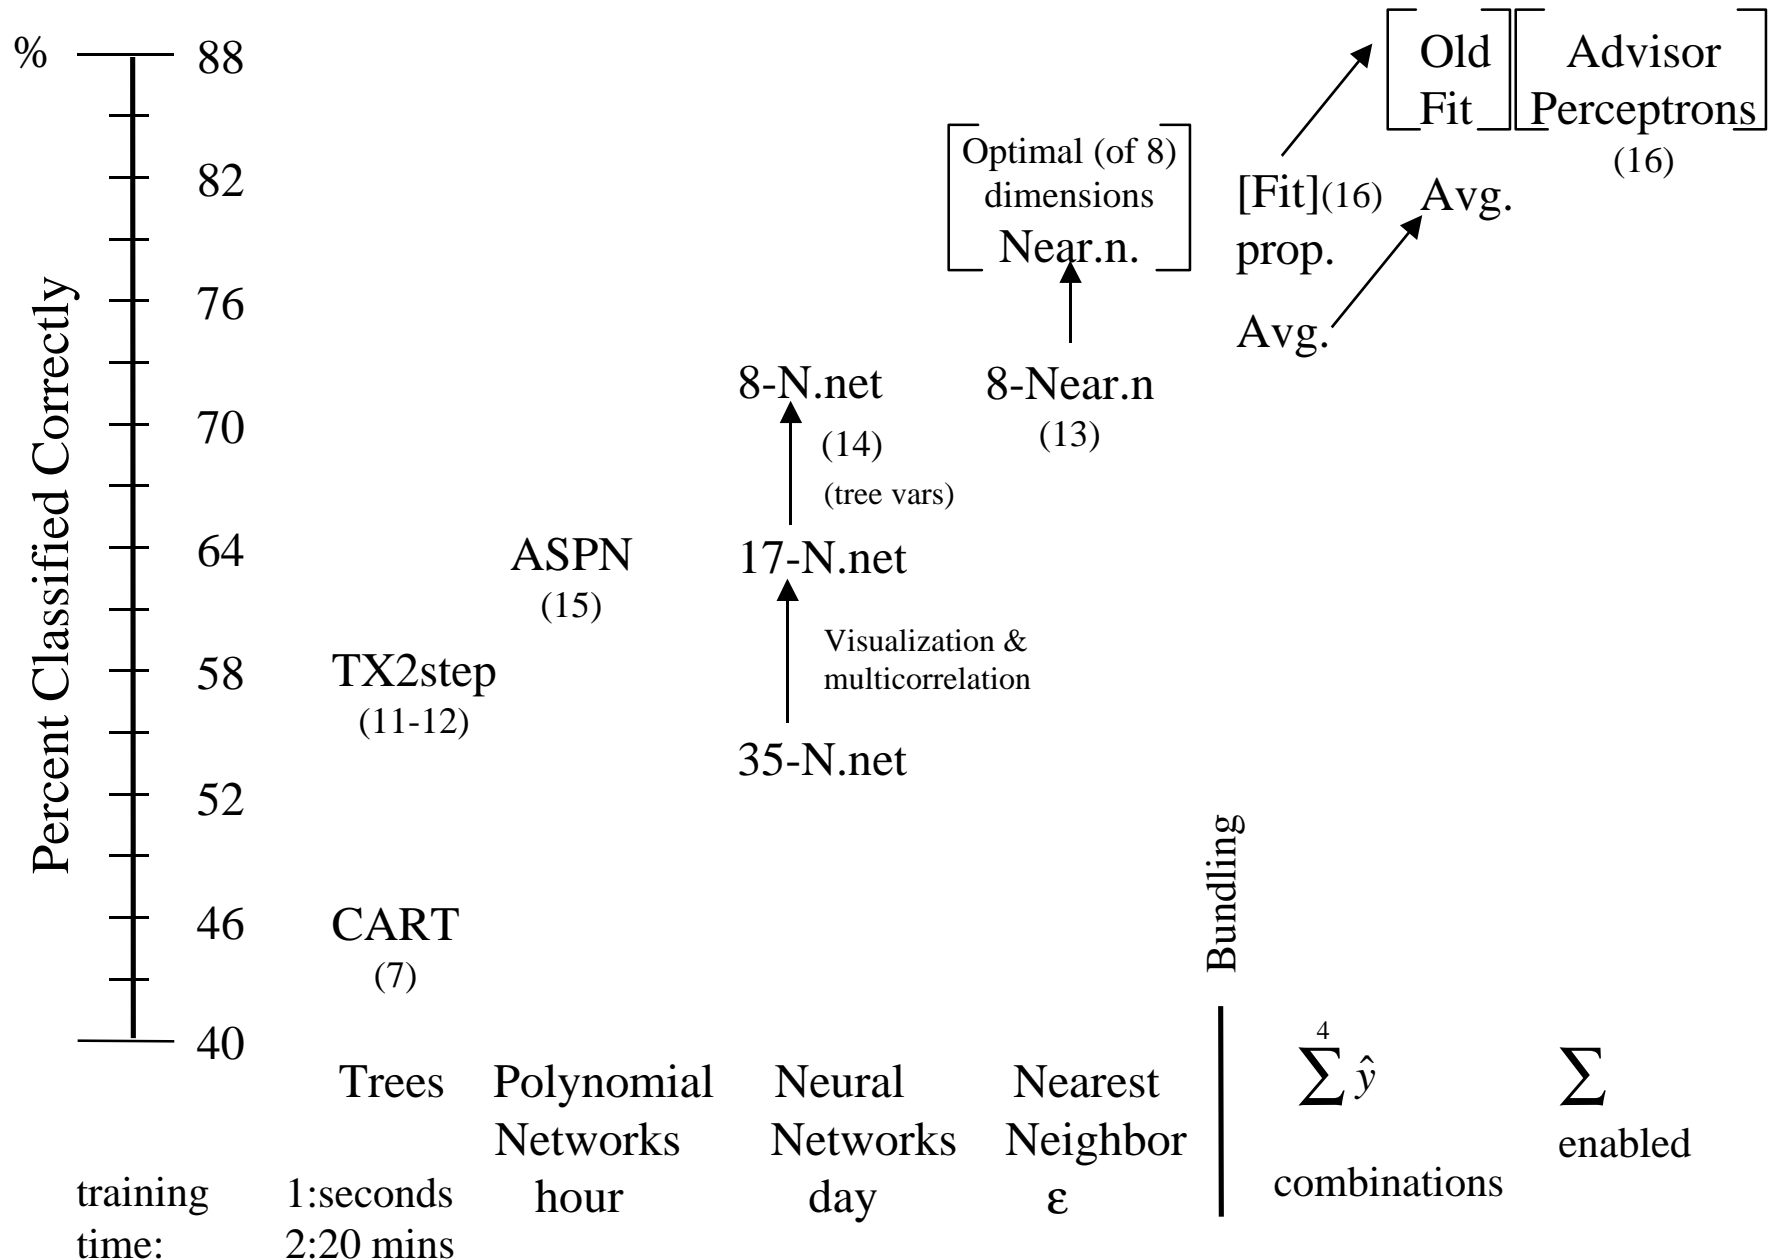 %
88
82
76
70
64
58
52
46
40
Percent Classified Correctly
CART
(7)
TX2step
(11-12)
ASPN
(15)
8-N.net
(14)
(tree vars)
17-N.net
Visualization &
multicorrelation
35-N.net
Optimal (of 8)
dimensions
Near.n.
8-Near.n
(13)
[Fit](16)
prop.
Avg.
Old
Fit
Avg.
Advisor
Perceptrons
(16)
Bundling
Trees
Polynomial
Networks
hour
Neural
Networks
day
Nearest
Neighbor
ε
4
∑ ŷ
combinations
∑
enabled
training
time:
1:seconds
2:20 mins